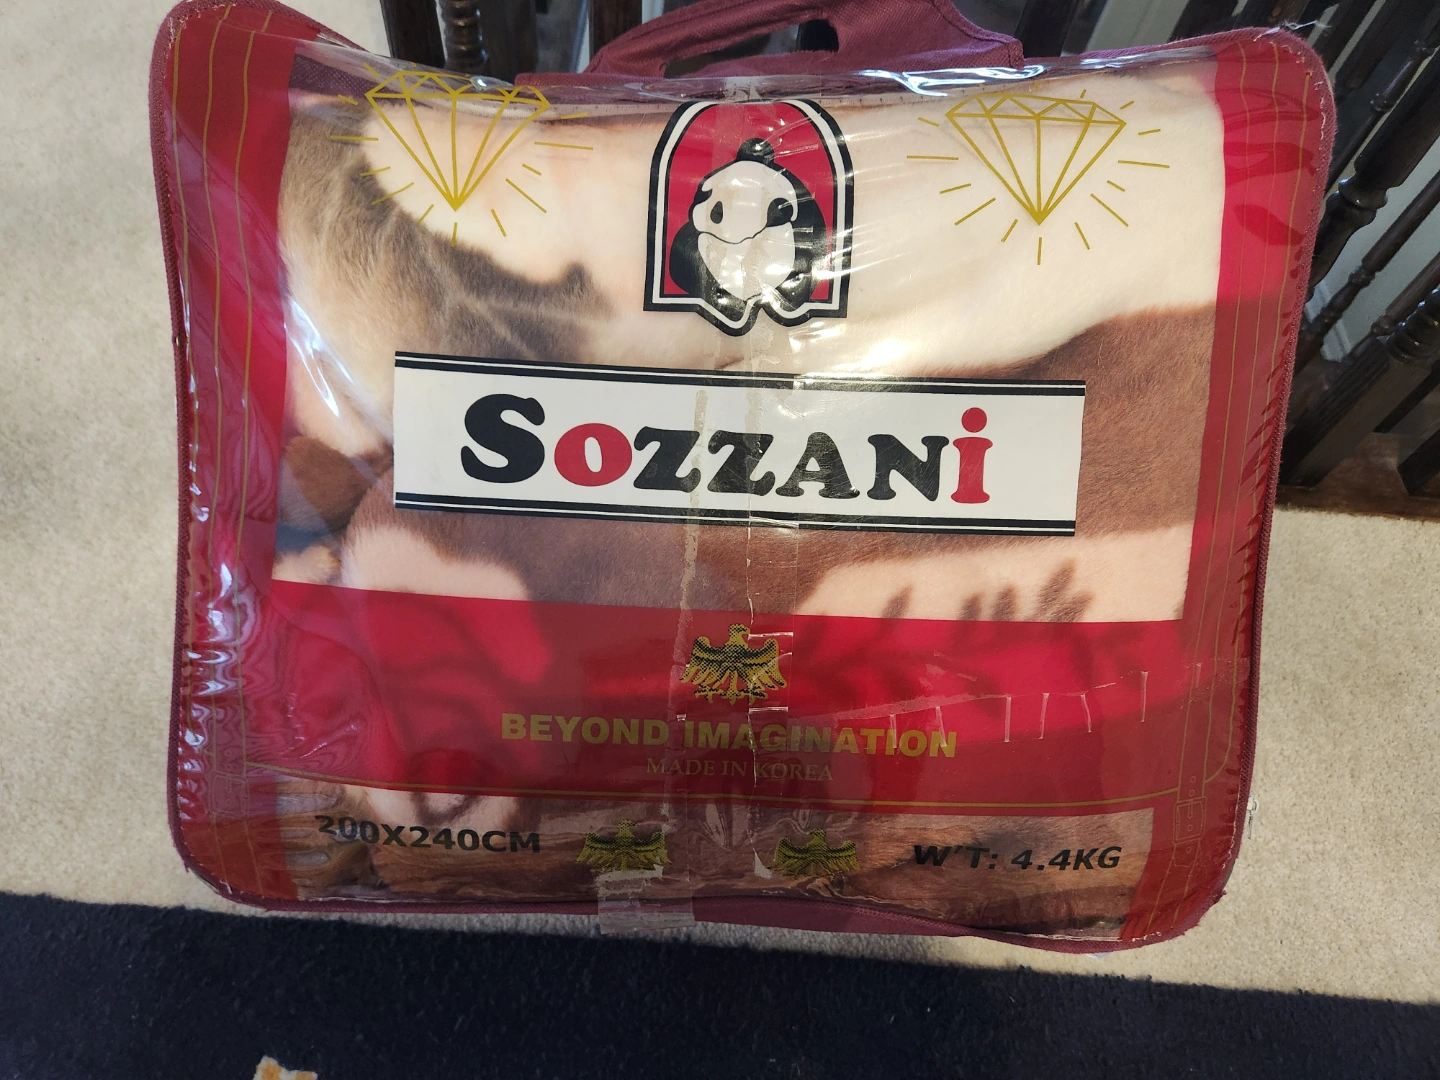 SOZZANi
BEYOND IMAGINATION
MADE IN KOREA
200X240CM
W'T: 4.4KG